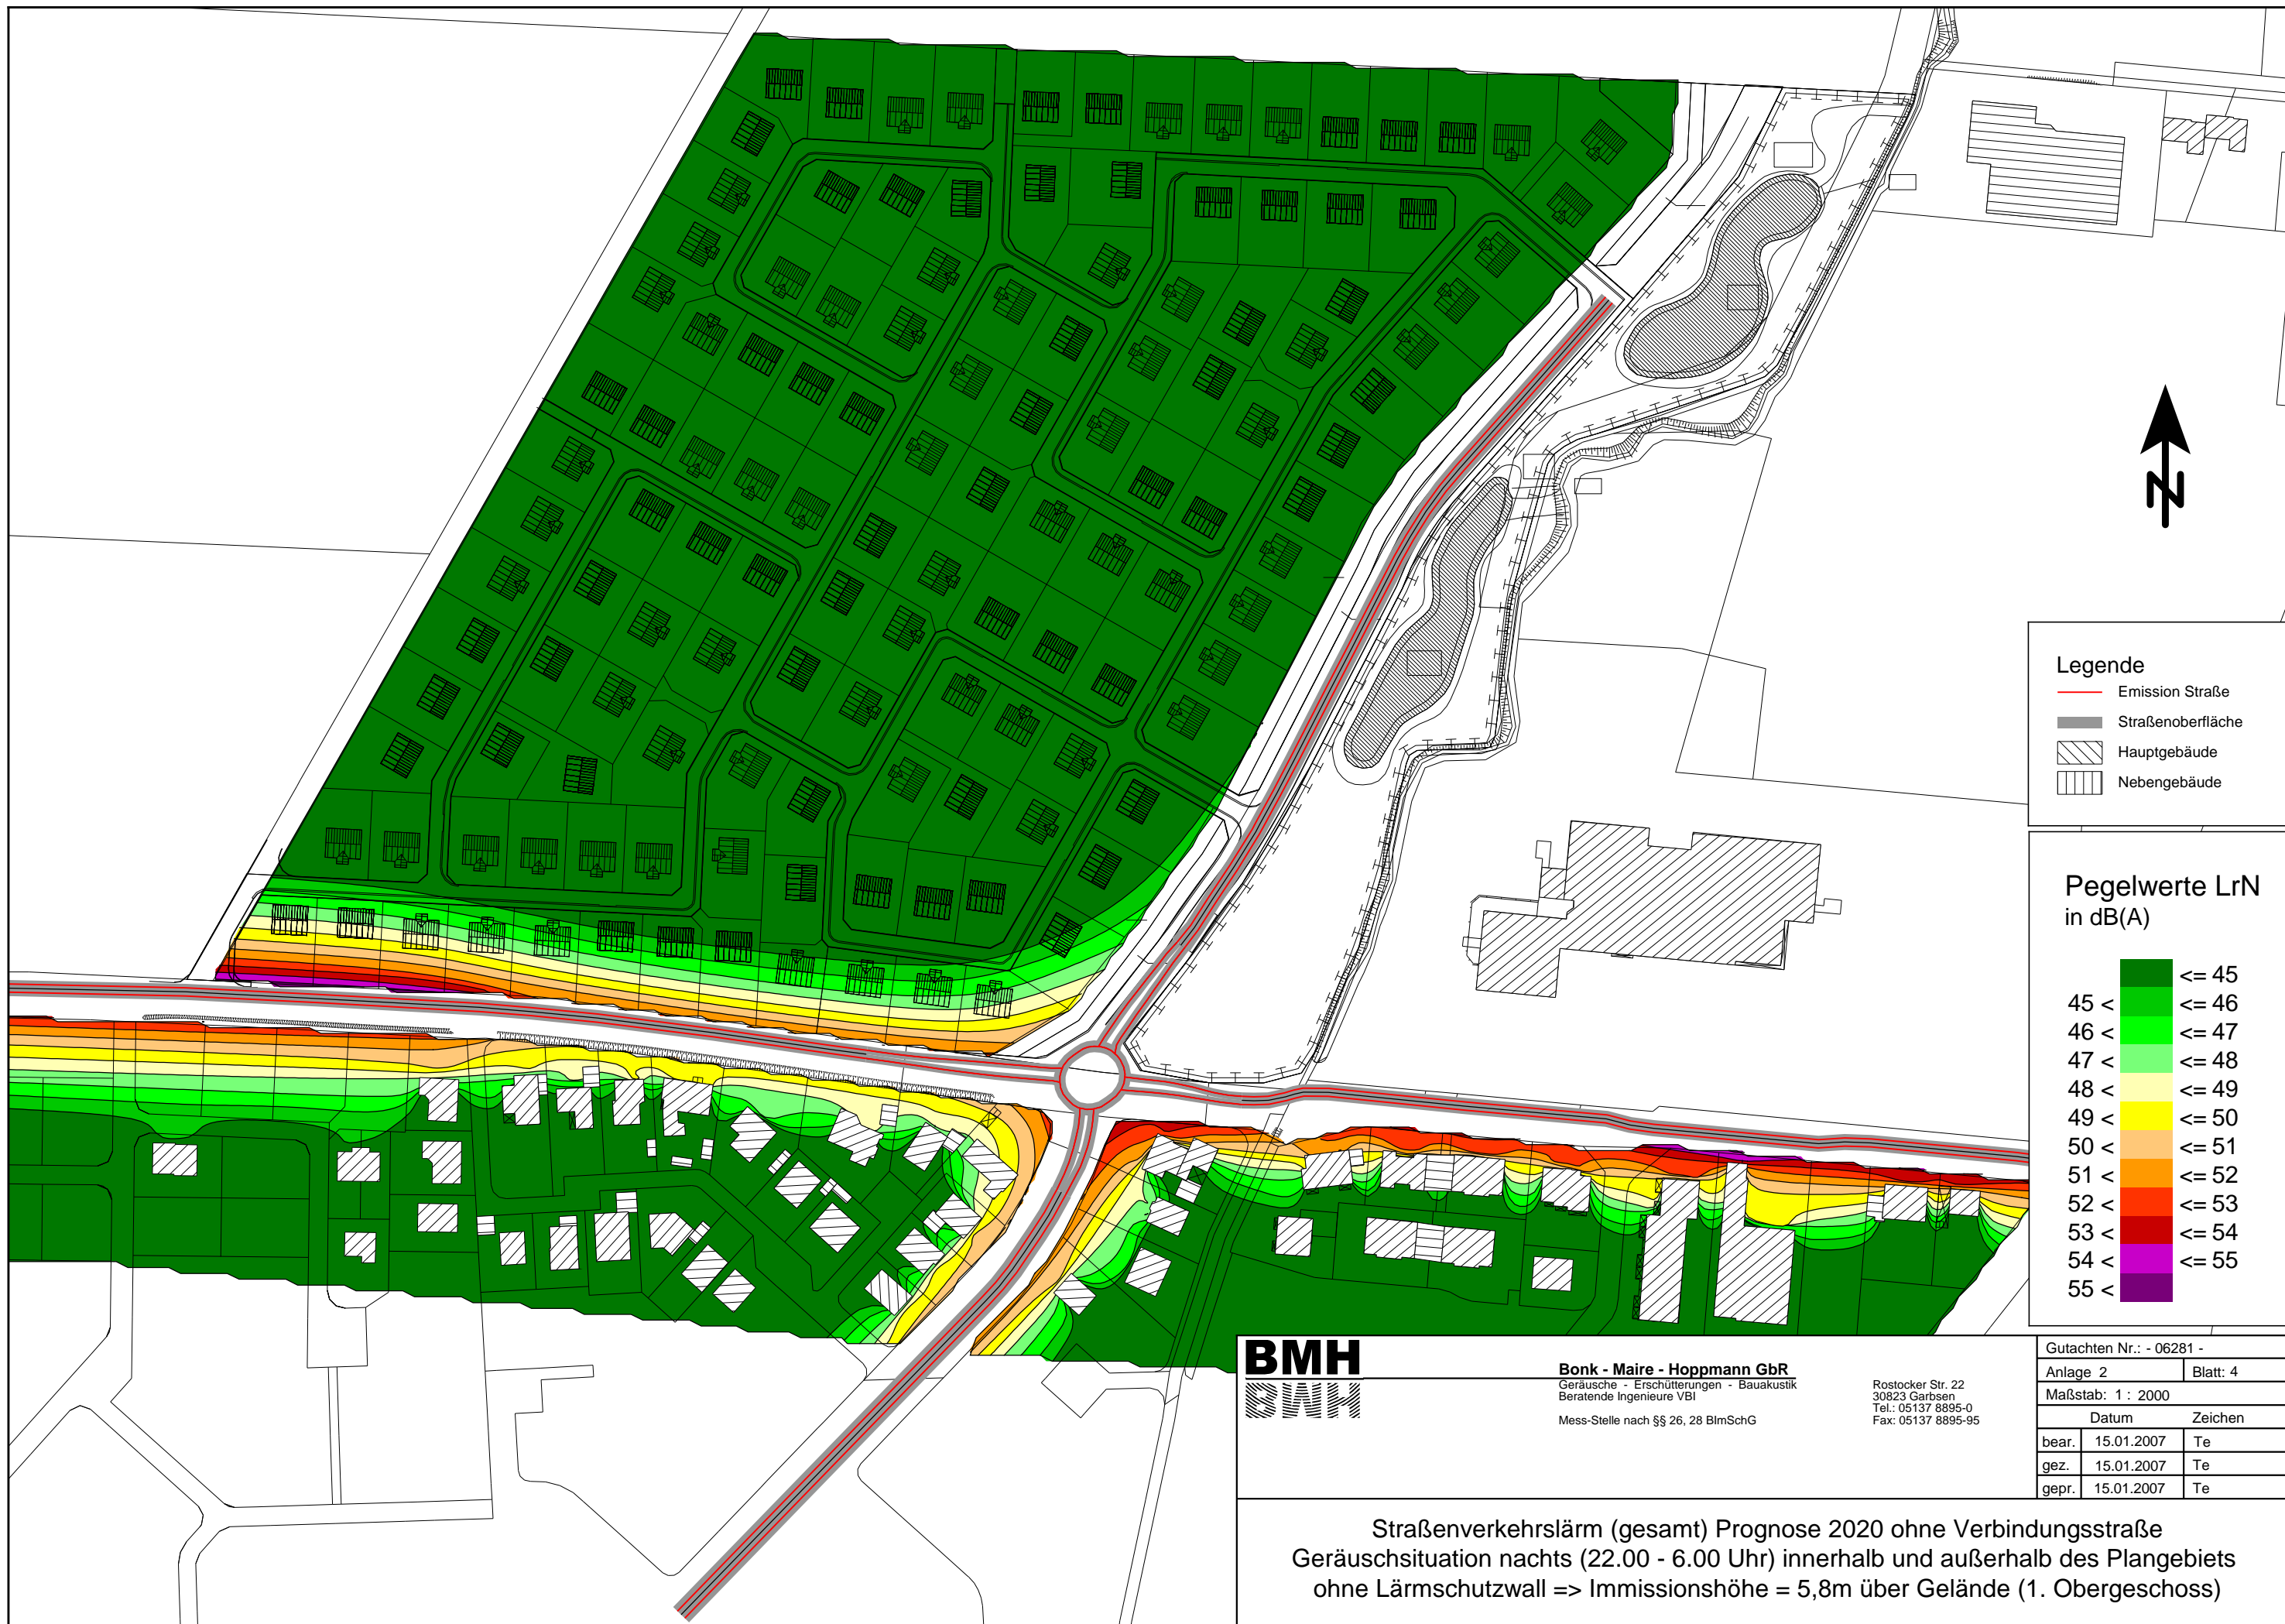 N
Legende
Emission Straße
Straßenoberfläche
Hauptgebäude
Nebengebäude
Pegelwerte LrN
in dB(A)
<= 45
45 < <= 46
46 < <= 47
47 < <= 48
48 < <= 49
49 < <= 50
50 < <= 51
51 < <= 52
52 < <= 53
53 < <= 54
54 < <= 55
55 <
BMH
BMH
Bonk - Maire - Hoppmann GbR
Geräusche - Erschütterungen - Bauakustik
Beratende Ingenieure VBI
Mess-Stelle nach §§ 26, 28 BImSchG
Rostocker Str. 22
30823 Garbsen
Tel.: 05137 8895-0
Fax: 05137 8895-95
Gutachten Nr.: - 06281 -
Anlage 2 Blatt: 4
Maßstab: 1 : 2000
Datum Zeichen
bear. 15.01.2007 Te
gez. 15.01.2007 Te
gepr. 15.01.2007 Te
Straßenverkehrslärm (gesamt) Prognose 2020 ohne Verbindungsstraße
Geräuschsituation nachts (22.00 - 6.00 Uhr) innerhalb und außerhalb des Plangebiets
ohne Lärmschutzwall => Immissionshöhe = 5,8m über Gelände (1. Obergeschoss)